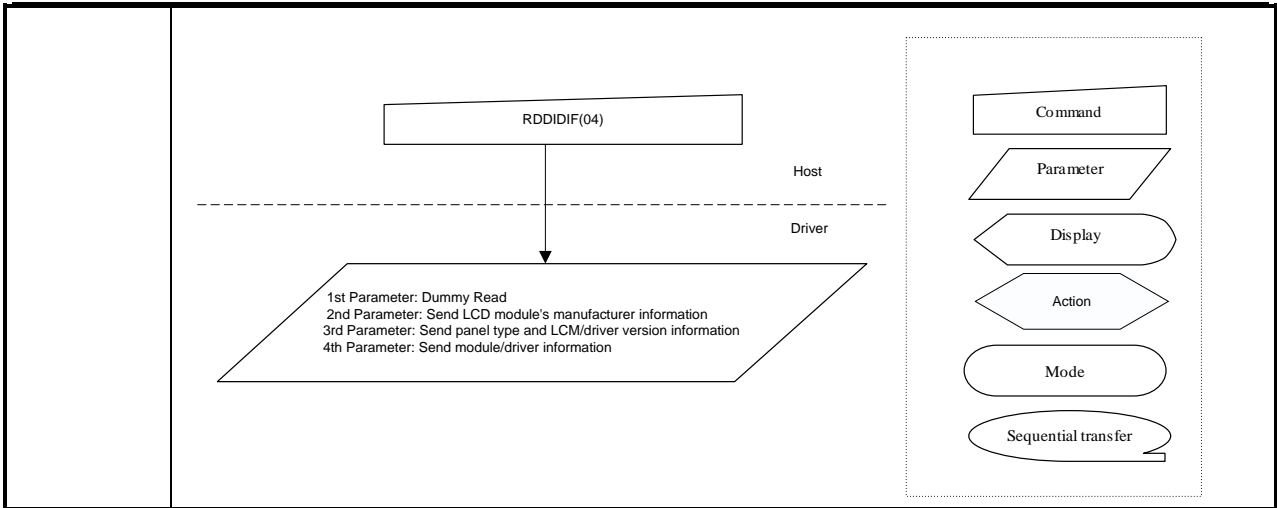 RDDIDIF(04)
Host
Driver
1st Parameter: Dummy Read
2nd Parameter: Send LCD module's manufacturer information
3rd Parameter: Send panel type and LCM/driver version information
4th Parameter: Send module/driver information
Command
Parameter
Display
Action
Mode
Sequential transfer